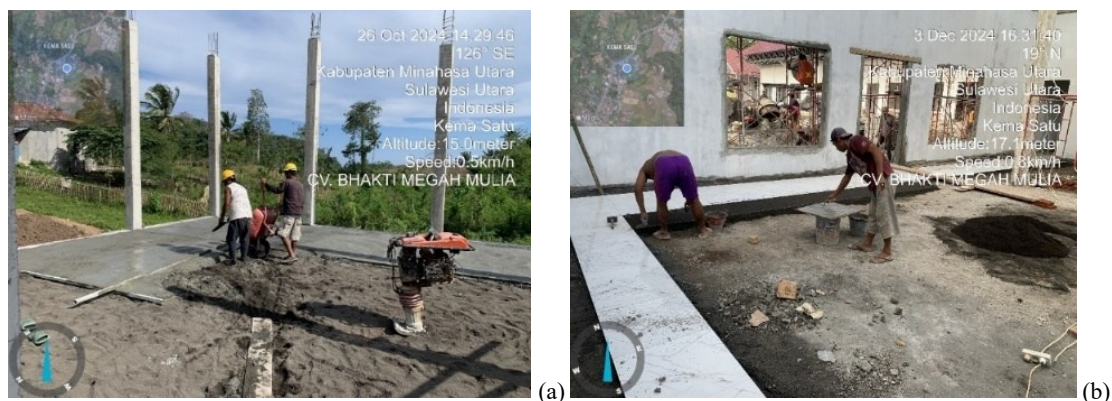 KEMA SATU
26 Oct 2024 14.29.46
126° SE
Kabupaten Minahasa Utara
Sulawesi Utara
Indonesia
Kema Satu
Altitude:15.0meter
Speed:0.5km/h
CV. BHAKTI MEGAH MULIA
(a)
KEMA SATU
3 Dec 2024 16.31.40
19° N
Kabupaten Minahasa Utara
Sulawesi Utara
Indonesia
Kema Satu
Altitude:17.1meter
Speed:0.8km/h
CV. BHAKTI MEGAH MULIA
(b)